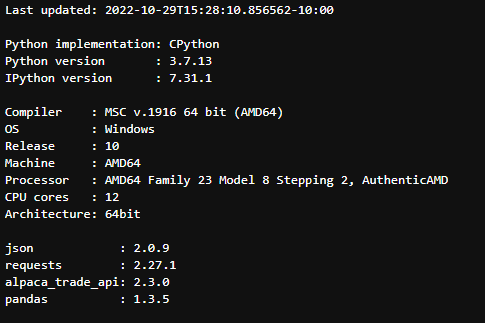 Last updated: 2022-10-29T15:28:10.856562-10:00

Python implementation: CPython
Python version       : 3.7.13
IPython version      : 7.31.1

Compiler    : MSC v.1916 64 bit (AMD64)
OS          : Windows
Release     : 10
Machine     : AMD64
Processor   : AMD64 Family 23 Model 8 Stepping 2, AuthenticAMD
CPU cores   : 12
Architecture: 64bit

json            : 2.0.9
requests        : 2.27.1
alpaca_trade_api: 2.3.0
pandas          : 1.3.5